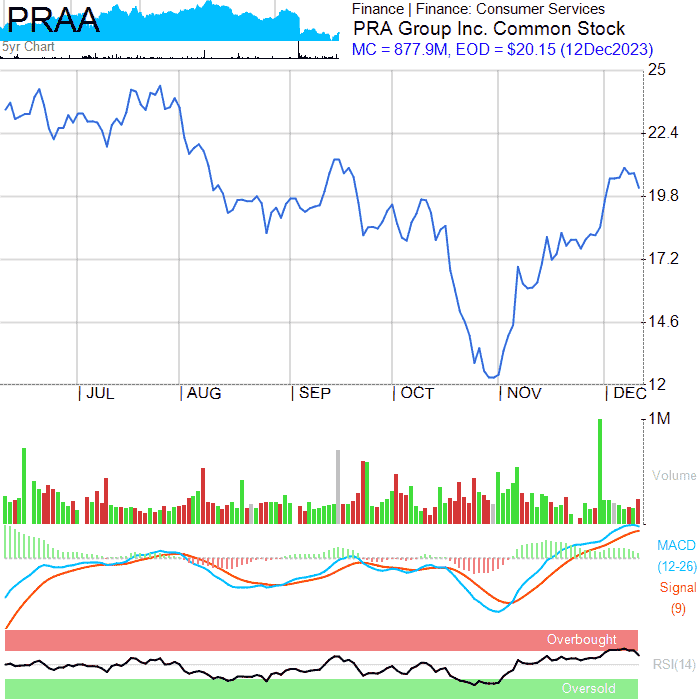 PRAA
5yr Chart
Finance | Finance: Consumer Services
PRA Group Inc. Common Stock
MC = 877.9M, EOD = $20.15 (12Dec2023)
25
22.4
19.8
17.2
14.6
12
| JUL | AUG | SEP | OCT | NOV | DEC
1M
Volume
MACD
(12-26)
Signal
(9)
Overbought
RSI(14)
Oversold